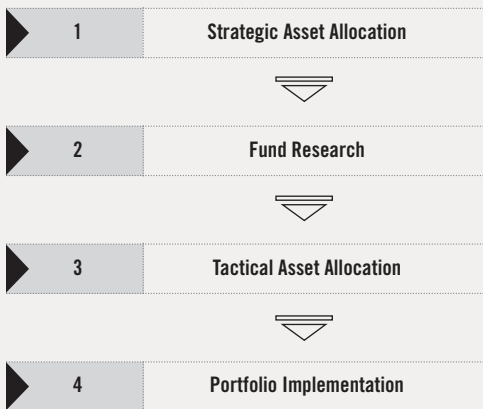 1 Strategic Asset Allocation
2 Fund Research
3 Tactical Asset Allocation
4 Portfolio Implementation